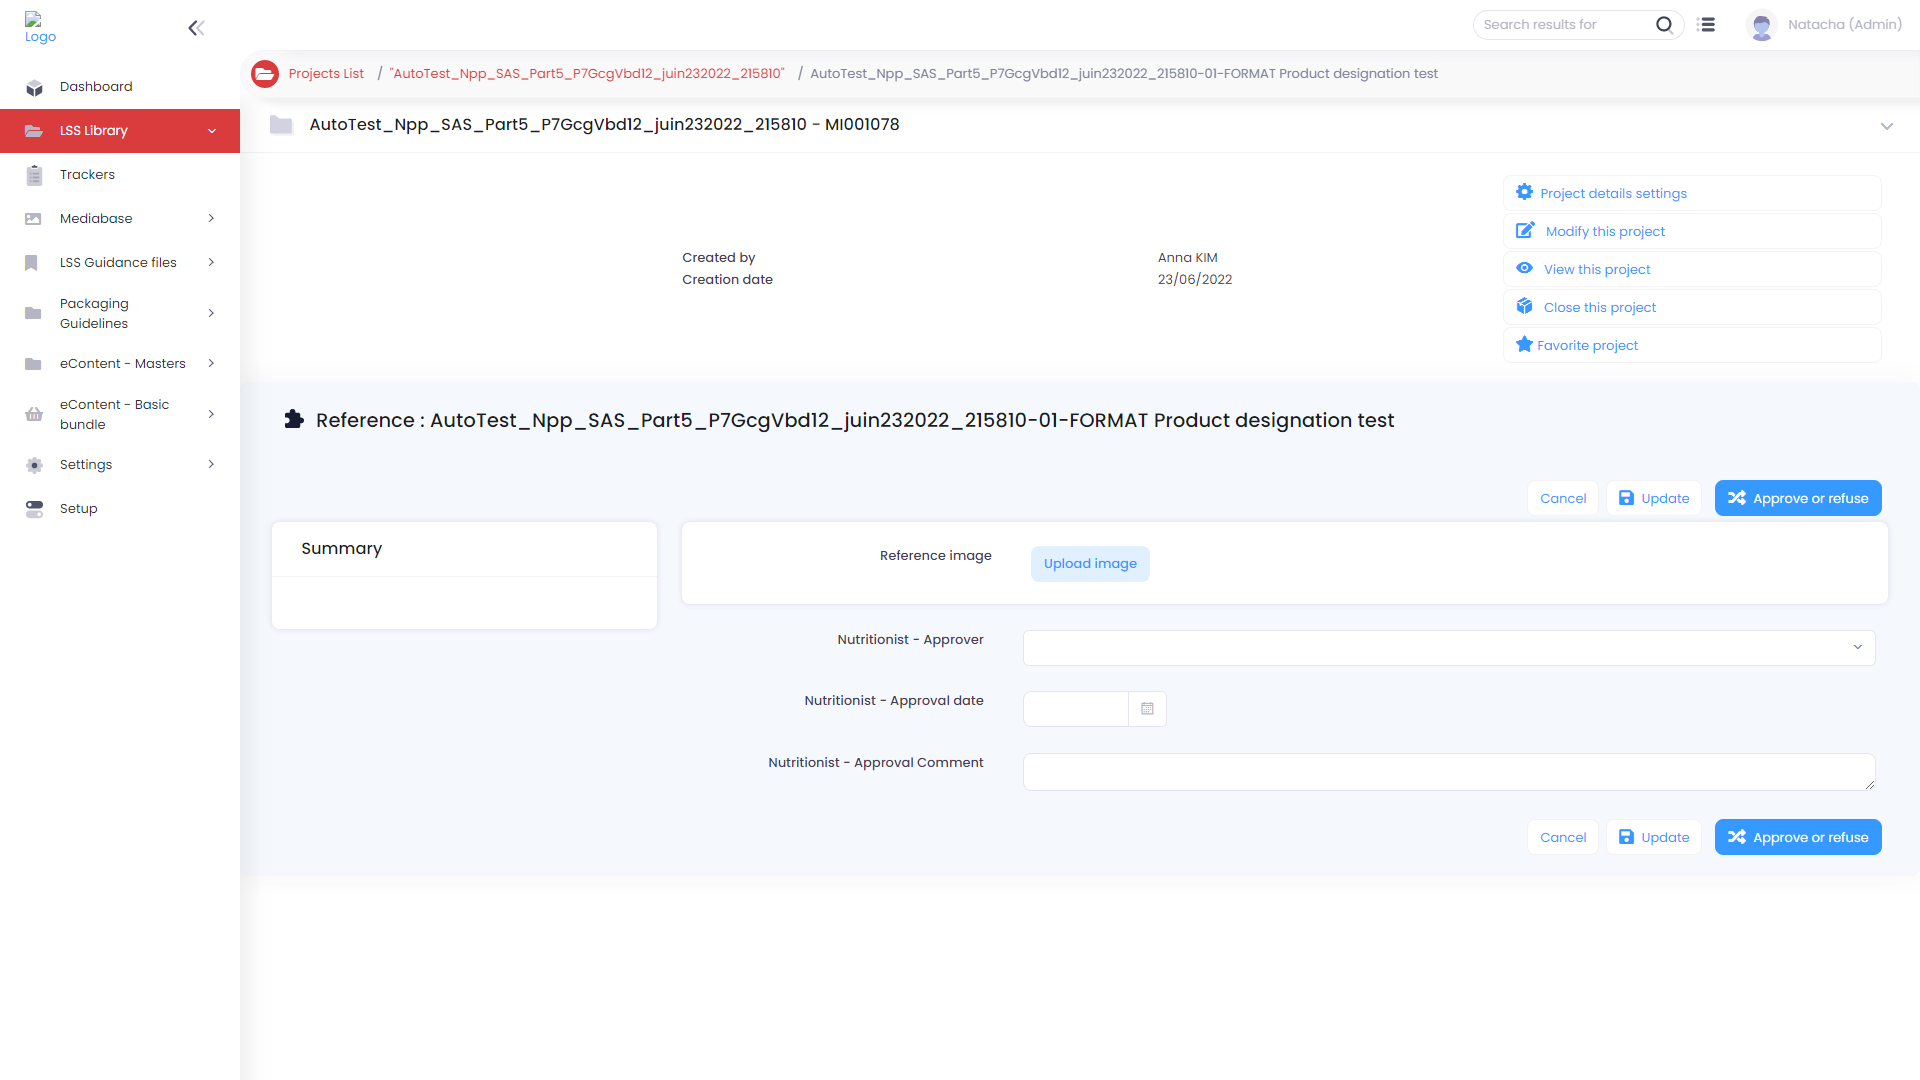 Logo
Search results for
Natacha (Admin)
Projects List / "AutoTest_Npp_SAS_Part5_P7GcgVbd12_juin232022_215810" / AutoTest_Npp_SAS_Part5_P7GcgVbd12_juin232022_215810-01-FORMAT Product designation test
Dashboard
LSS Library
Trackers
Mediabase
LSS Guidance files
Packaging
Guidelines
eContent - Masters
eContent - Basic
bundle
Settings
Setup
AutoTest_Npp_SAS_Part5_P7GcgVbd12_juin232022_215810 - MI001078
Created by Anna KIM
Creation date 23/06/2022
Project details settings
Modify this project
View this project
Close this project
Favorite project
Reference : AutoTest_Npp_SAS_Part5_P7GcgVbd12_juin232022_215810-01-FORMAT Product designation test
Cancel Update Approve or refuse
Summary
Reference image Upload image
Nutritionist - Approver
Nutritionist - Approval date
Nutritionist - Approval Comment
Cancel Update Approve or refuse